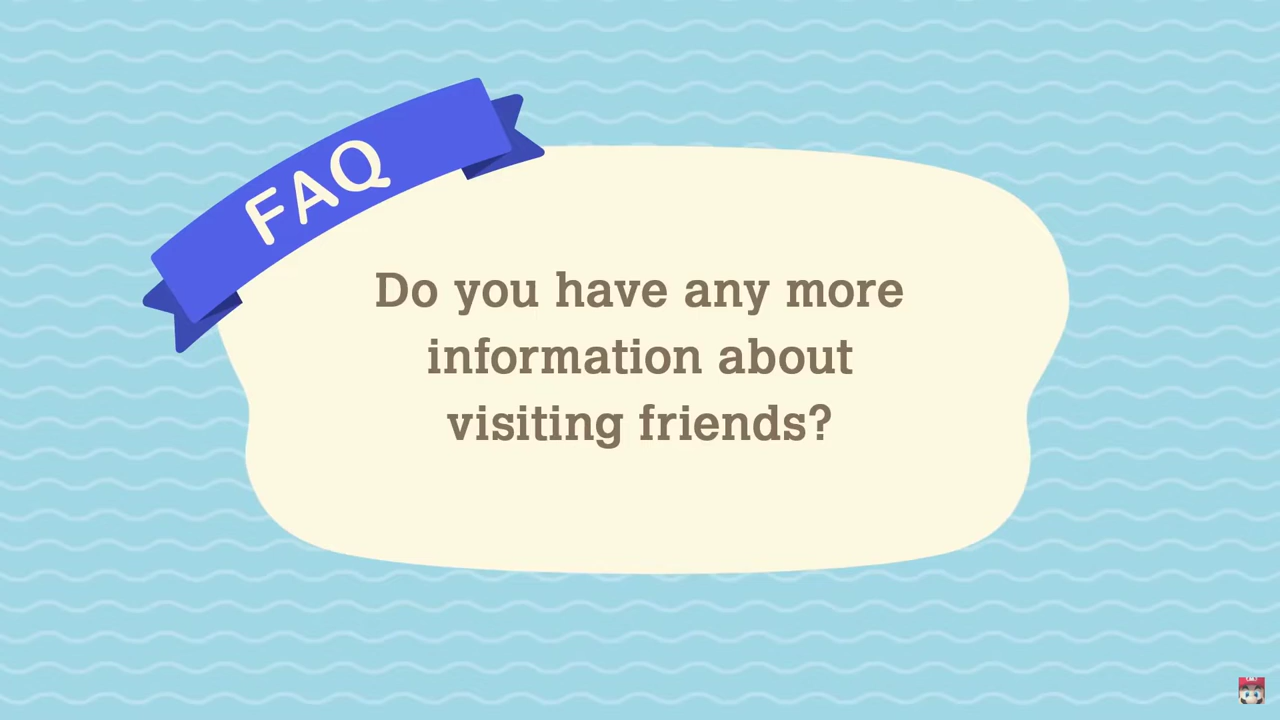 FAQ
Do you have any more
information about
visiting friends?